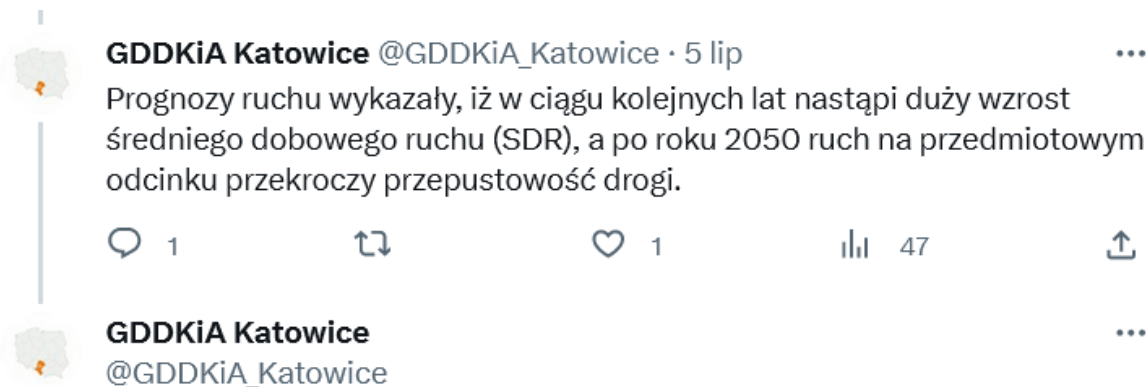 GDDKiA Katowice @GDDKiA_Katowice · 5 lip
Prognozy ruchu wykazały, iż w ciągu kolejnych lat nastąpi duży wzrost
średniego dobowego ruchu (SDR), a po roku 2050 ruch na przedmiotowym
odcinku przekroczy przepustowość drogi.
1 1 47
GDDKiA Katowice
@GDDKiA_Katowice